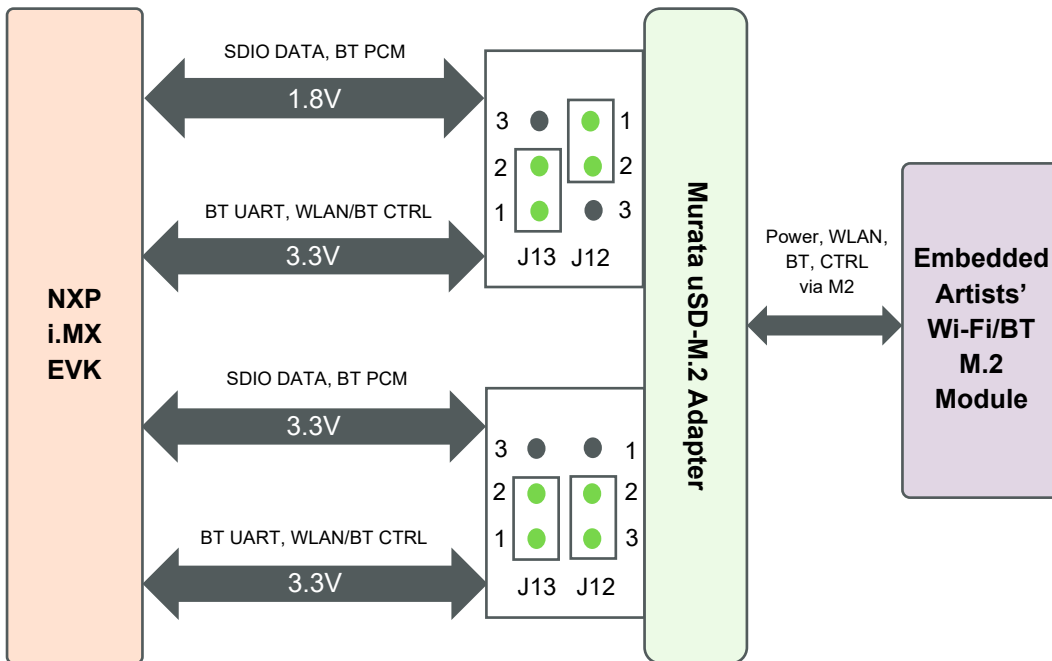 NXP
i.MX
EVK
SDIO DATA, BT PCM
1.8V
BT UART, WLAN/BT CTRL
3.3V
3 1
2 2
1 3
J13 J12
SDIO DATA, BT PCM
3.3V
BT UART, WLAN/BT CTRL
3.3V
3 1
2 2
1 3
J13 J12
Murata uSD-M.2 Adapter
Power, WLAN,
BT, CTRL
via M2
Embedded
Artists'
Wi-Fi/BT
M.2
Module